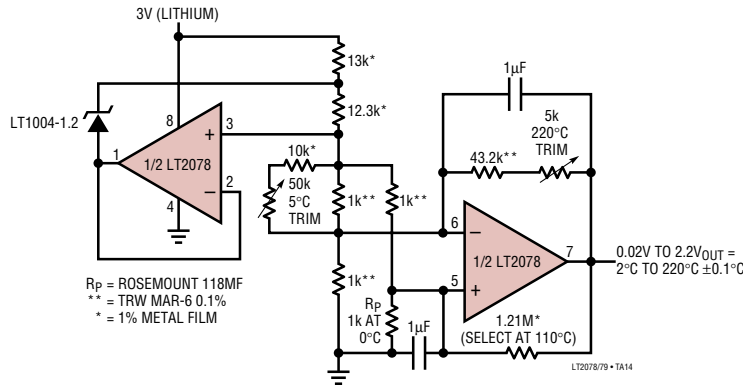 3V (LITHIUM)
13k*
LT1004-1.2
12.3k*
8
1
3
+
1/2 LT2078
2
–
4
10k*
50k
5°C
TRIM
1k**
1k**
1k**
1µF
5k
220°C
TRIM
43.2k**
6
–
1/2 LT2078
7
5
+
0.02V TO 2.2VOUT =
2°C TO 220°C ±0.1°C
RP
1k AT
0°C
1µF
1.21M*
(SELECT AT 110°C)
RP = ROSEMOUNT 118MF
** = TRW MAR-6 0.1%
* = 1% METAL FILM
LT2078/79 • TA14